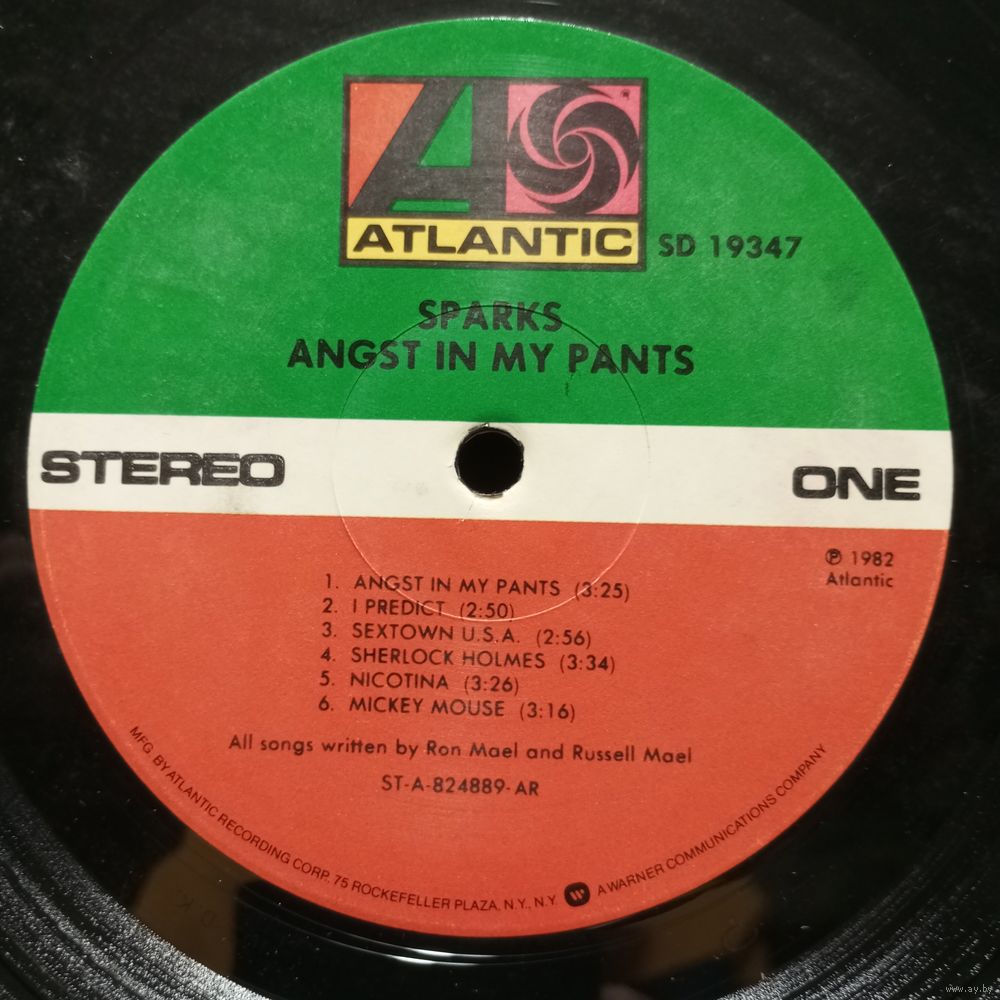 ATLANTIC
SD 19347
SPARKS
ANGST IN MY PANTS
STEREO
ONE
℗ 1982
Atlantic
1. ANGST IN MY PANTS (3:25)
2. I PREDICT (2:50)
3. SEXTOWN U.S.A. (2:56)
4. SHERLOCK HOLMES (3:34)
5. NICOTINA (3:26)
6. MICKEY MOUSE (3:16)
All songs written by Ron Mael and Russell Mael
ST-A-824889-AR
MFG. BY ATLANTIC RECORDING CORP. 75 ROCKEFELLER PLAZA, N.Y., N.Y. W A WARNER COMMUNICATIONS COMPANY
www.ay.by